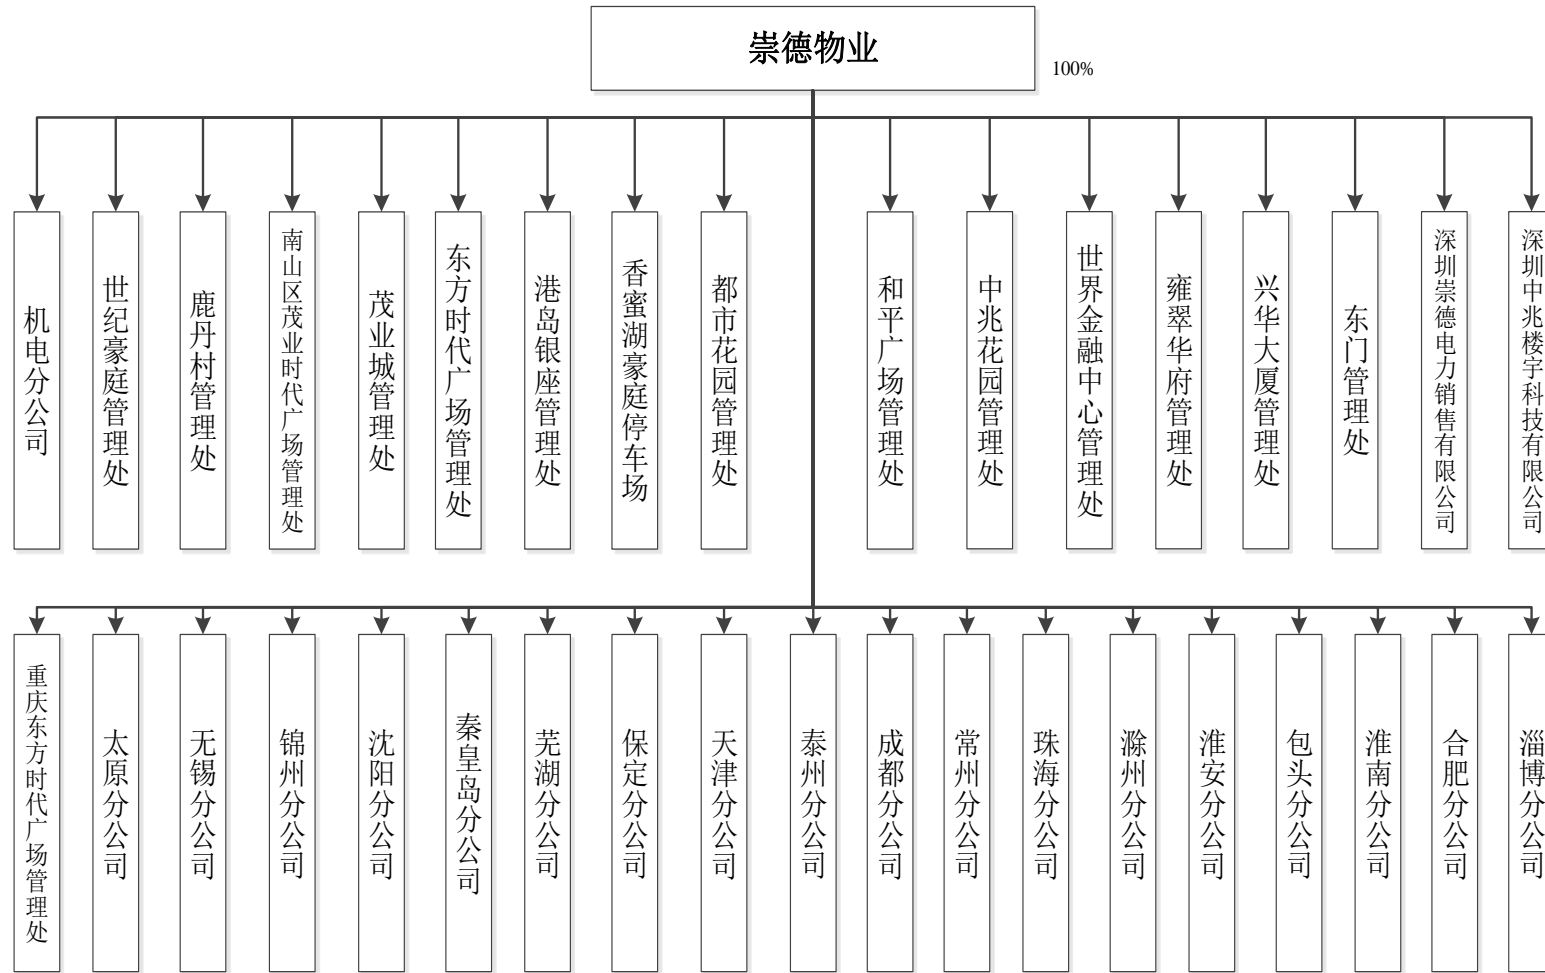 崇德物业
100%
机电分公司
世纪豪庭管理处
鹿丹村管理处
南山区茂业时代广场管理处
茂业城管理处
东方时代广场管理处
港岛银座管理处
香蜜湖豪庭停车场
都市花园管理处
和平广场管理处
中兆花园管理处
世界金融中心管理处
雍翠华府管理处
兴华大厦管理处
东门管理处
深圳崇德电力销售有限公司
深圳中兆楼宇科技有限公司
重庆东方时代广场管理处
太原分公司
无锡分公司
锦州分公司
沈阳分公司
秦皇岛分公司
芜湖分公司
保定分公司
天津分公司
泰州分公司
成都分公司
常州分公司
珠海分公司
滁州分公司
淮安分公司
包头分公司
淮南分公司
合肥分公司
淄博分公司